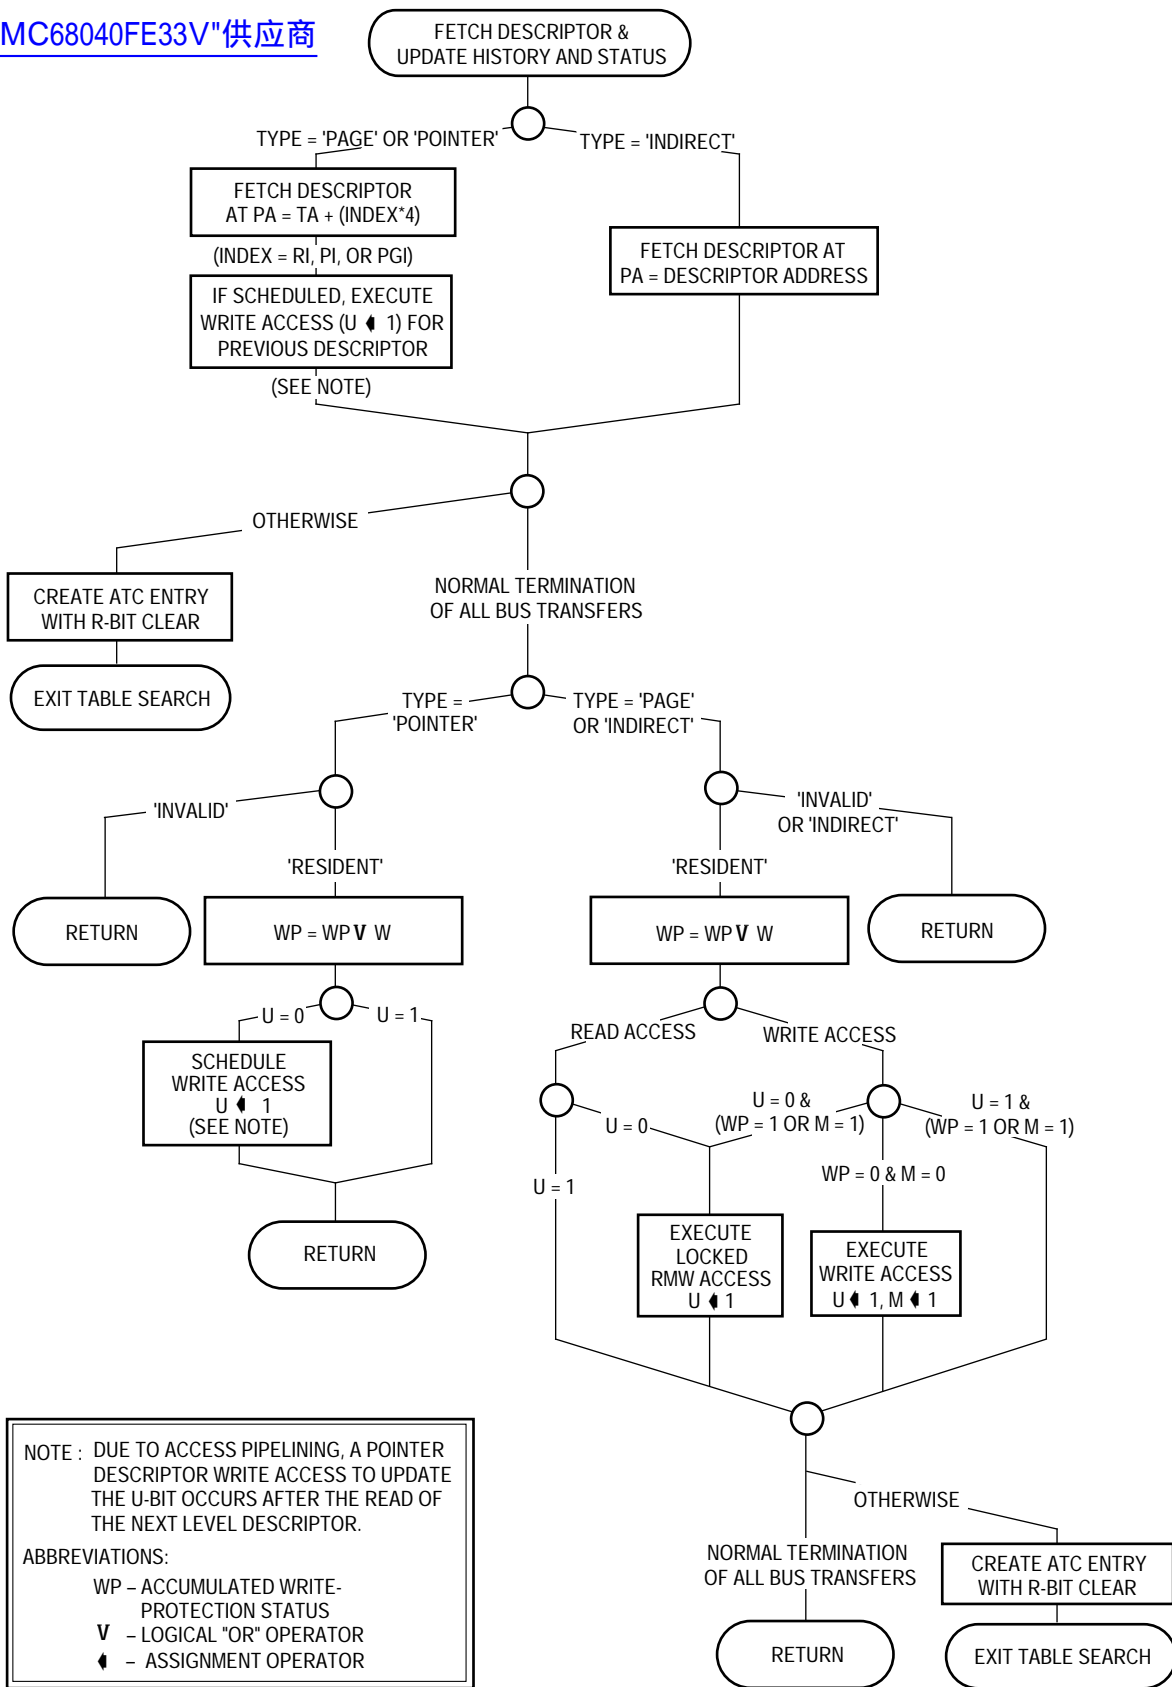 MC68040FE33V"供应商
FETCH DESCRIPTOR &
UPDATE HISTORY AND STATUS
TYPE = 'PAGE' OR 'POINTER'
TYPE = 'INDIRECT'
FETCH DESCRIPTOR
AT PA = TA + (INDEX*4)
(INDEX = RI, PI, OR PGI)
FETCH DESCRIPTOR AT
PA = DESCRIPTOR ADDRESS
IF SCHEDULED, EXECUTE
WRITE ACCESS (U ⧫ 1) FOR
PREVIOUS DESCRIPTOR
(SEE NOTE)
OTHERWISE
CREATE ATC ENTRY
WITH R-BIT CLEAR
EXIT TABLE SEARCH
NORMAL TERMINATION
OF ALL BUS TRANSFERS
TYPE =
'POINTER'
TYPE = 'PAGE'
OR 'INDIRECT'
'INVALID'
'RESIDENT'
'RESIDENT'
'INVALID'
OR 'INDIRECT'
RETURN
WP = WP V W
WP = WP V W
RETURN
U = 0
U = 1
READ ACCESS
WRITE ACCESS
SCHEDULE
WRITE ACCESS
U ⧫ 1
(SEE NOTE)
RETURN
U = 0
U = 1
U = 0 &
(WP = 1 OR M = 1)
U = 1 &
(WP = 1 OR M = 1)
WP = 0 & M = 0
EXECUTE
LOCKED
RMW ACCESS
U ⧫ 1
EXECUTE
WRITE ACCESS
U ⧫ 1, M ⧫ 1
OTHERWISE
NORMAL TERMINATION
OF ALL BUS TRANSFERS
CREATE ATC ENTRY
WITH R-BIT CLEAR
RETURN
EXIT TABLE SEARCH
NOTE : DUE TO ACCESS PIPELINING, A POINTER
DESCRIPTOR WRITE ACCESS TO UPDATE
THE U-BIT OCCURS AFTER THE READ OF
THE NEXT LEVEL DESCRIPTOR.
ABBREVIATIONS:
WP – ACCUMULATED WRITE-
PROTECTION STATUS
V – LOGICAL "OR" OPERATOR
⧫ – ASSIGNMENT OPERATOR